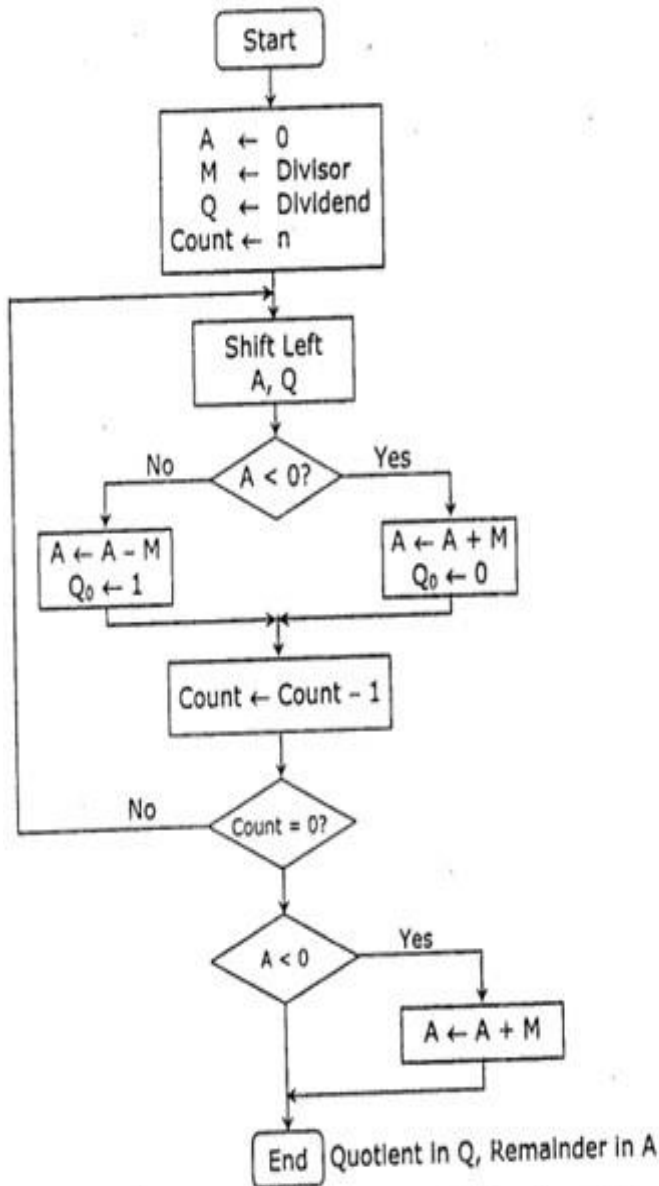 Start
A ← 0
M ← Divisor
Q ← Dividend
Count ← n
Shift Left
A, Q
A < 0?
No
Yes
A ← A – M
Q₀ ← 1
A ← A + M
Q₀ ← 0
Count ← Count – 1
No
Count = 0?
A < 0
Yes
A ← A + M
End
Quotient in Q, Remainder in A